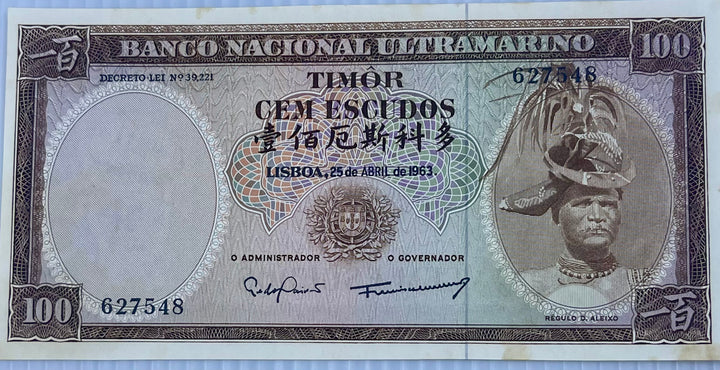 一百 BANCO NACIONAL ULTRAMARINO 100
DECRETO-LEI Nº 39,221
TIMÔR
627548
CEM ESCUDOS
壹佰厄斯科多
LISBOA, 25 de ABRIL de 1963.
O ADMINISTRADOR O GOVERNADOR
100 627548
RÉGULO D. ALEIXO
一百